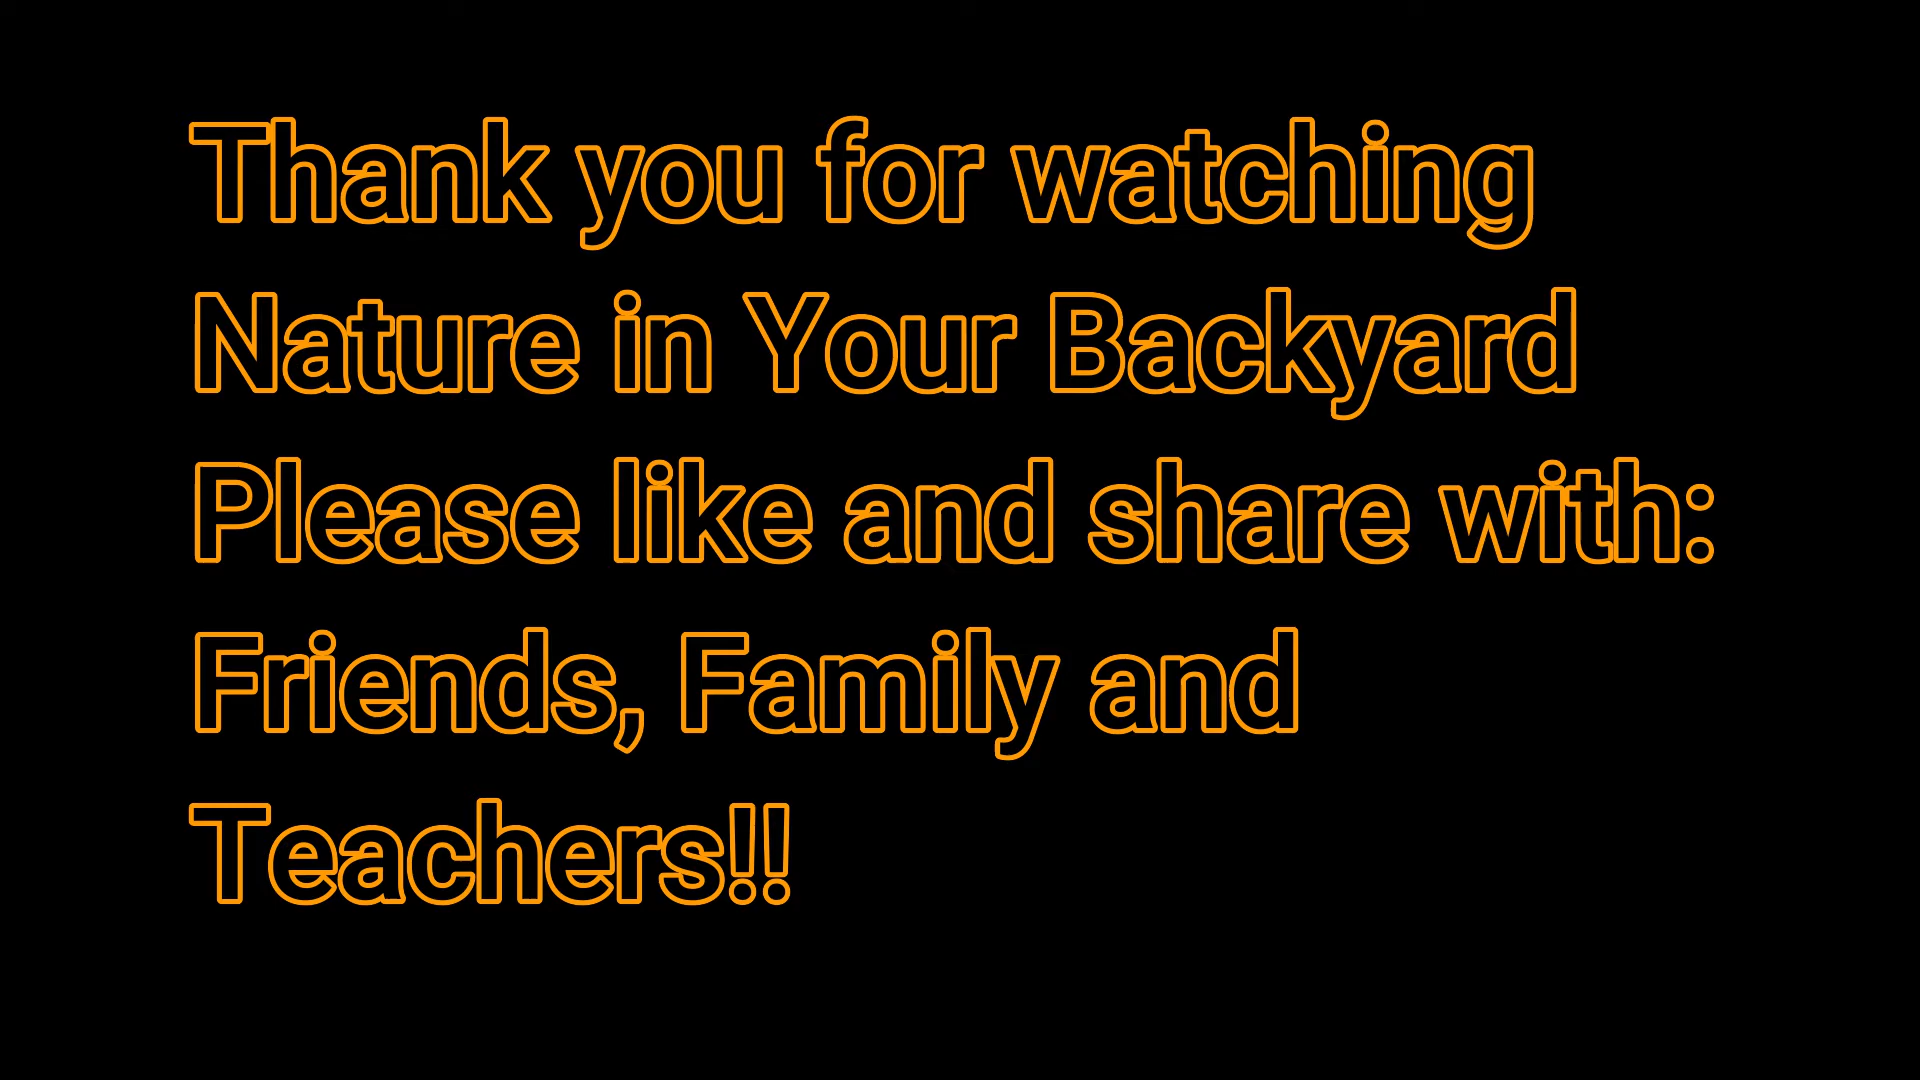 Thank you for watching
Nature in Your Backyard
Please like and share with:
Friends, Family and
Teachers!!